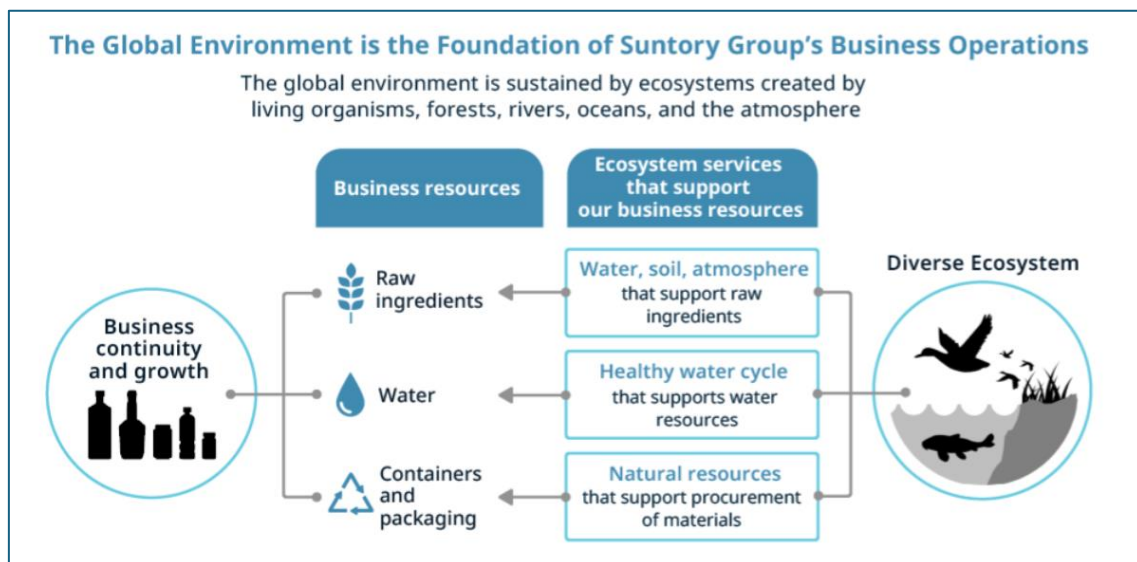 The Global Environment is the Foundation of Suntory Group's Business Operations
The global environment is sustained by ecosystems created by
living organisms, forests, rivers, oceans, and the atmosphere
Business resources
Ecosystem services
that support
our business resources
Business
continuity
and growth
Raw
ingredients
Water, soil, atmosphere
that support raw
ingredients
Water
Healthy water cycle
that supports water
resources
Containers
and
packaging
Natural resources
that support procurement
of materials
Diverse Ecosystem